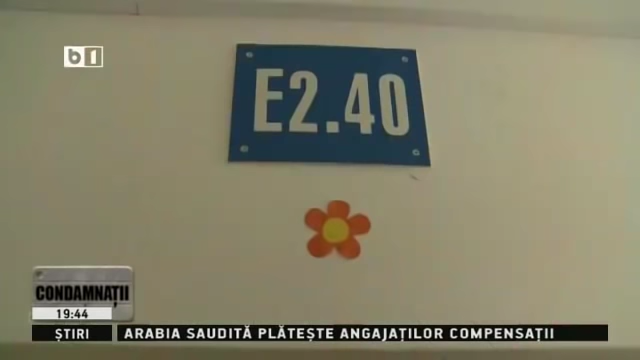 b1
E2.40
CONDAMNAȚII
19:44
ȘTIRI
ARABIA SAUDITĂ PLĂTEȘTE ANGAJAȚILOR COMPENSAȚII